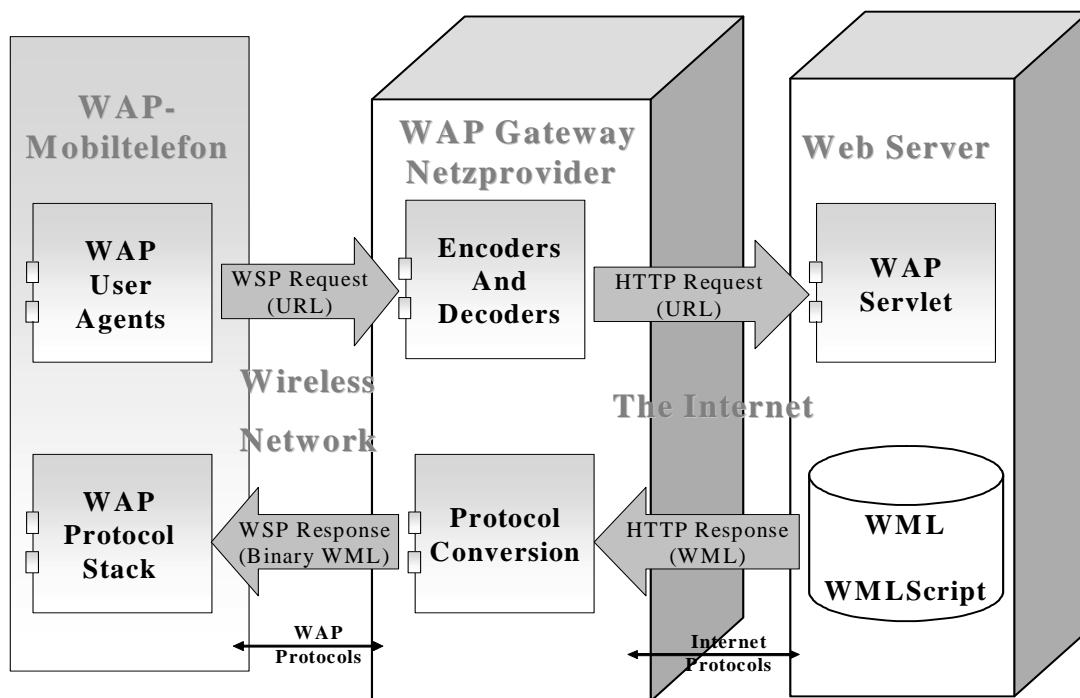 WAP-
Mobiltelefon
WAP Gateway
Netzprovider
Web Server
WAP
User
Agents
WSP Request
(URL)
Encoders
And
Decoders
HTTP Request
(URL)
WAP
Servlet
Wireless
Network
The Internet
WAP
Protocol
Stack
WSP Response
(Binary WML)
Protocol
Conversion
HTTP Response
(WML)
WML
WMLScript
WAP
Protocols
Internet
Protocols